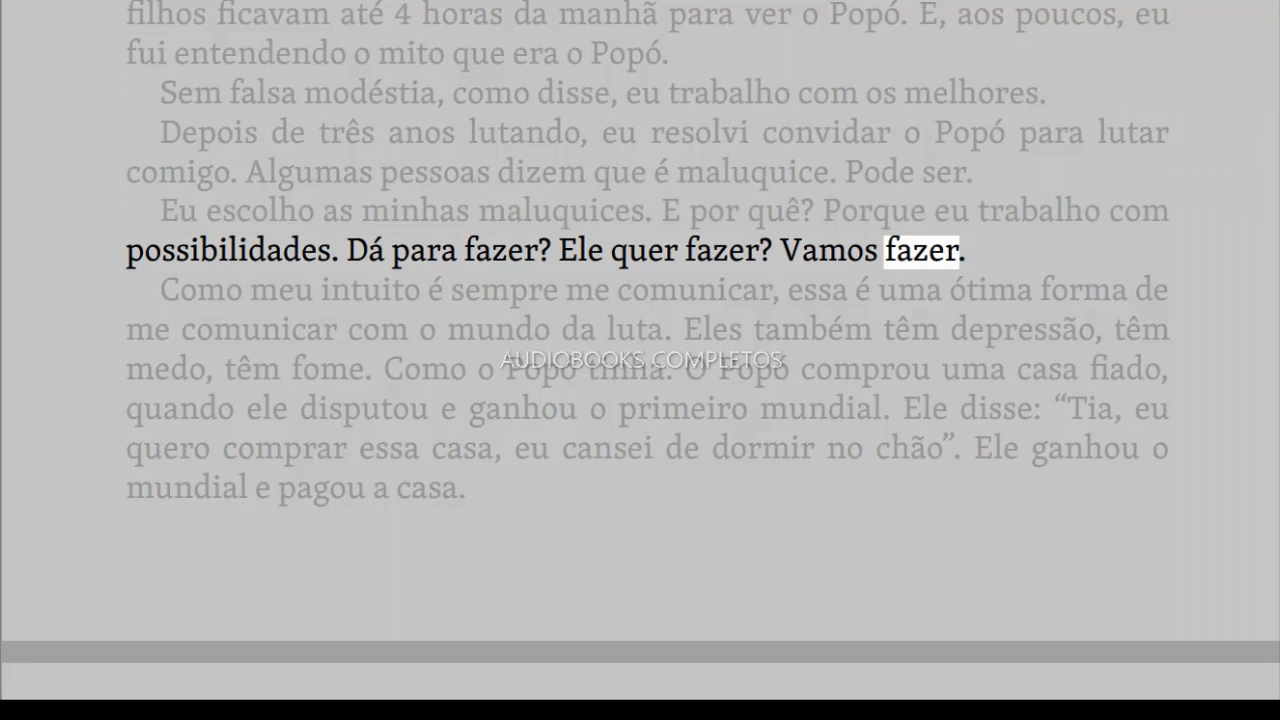 filhos ficavam até 4 horas da manhã para ver o Popó. E, aos poucos, eu
fui entendendo o mito que era o Popó.
Sem falsa modéstia, como disse, eu trabalho com os melhores.
Depois de três anos lutando, eu resolvi convidar o Popó para lutar
comigo. Algumas pessoas dizem que é maluquice. Pode ser.
Eu escolho as minhas maluquices. E por quê? Porque eu trabalho com
possibilidades. Dá para fazer? Ele quer fazer? Vamos fazer.
Como meu intuito é sempre me comunicar, essa é uma ótima forma de
me comunicar com o mundo da luta. Eles também têm depressão, têm
AUDIOBOOKS COMPLETOS
medo, têm fome. Como o Popó tinha. O Popó comprou uma casa fiado,
quando ele disputou e ganhou o primeiro mundial. Ele disse: “Tia, eu
quero comprar essa casa, eu cansei de dormir no chão”. Ele ganhou o
mundial e pagou a casa.